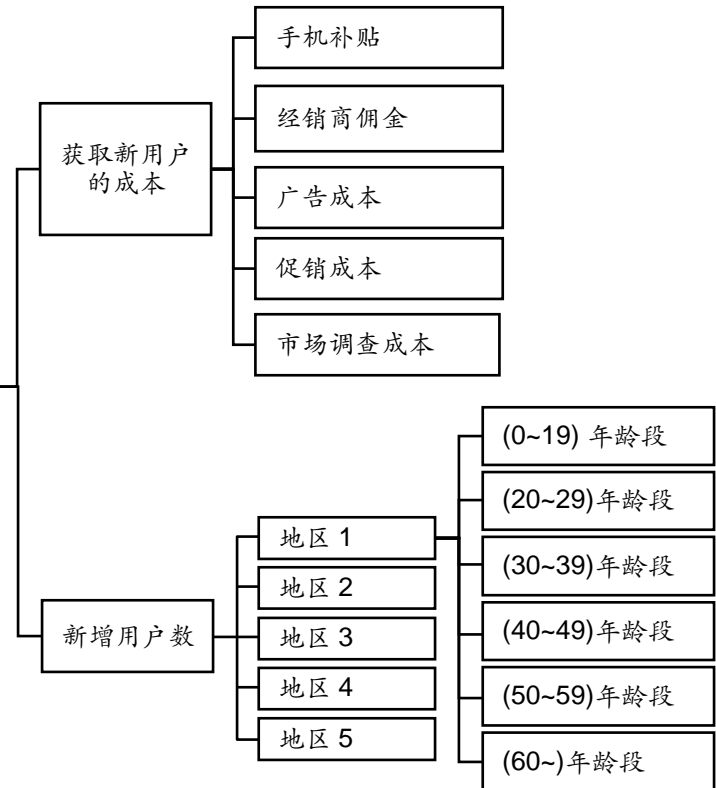 手机补贴
经销商佣金
获取新用户
的成本
广告成本
促销成本
市场调查成本
(0~19) 年龄段
(20~29)年龄段
地区 1
(30~39)年龄段
地区 2
新增用户数
地区 3
(40~49)年龄段
地区 4
(50~59)年龄段
地区 5
(60~)年龄段